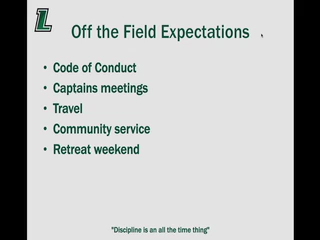 L
Off the Field Expectations
• Code of Conduct
• Captains meetings
• Travel
• Community service
• Retreat weekend
"Discipline is an all the time thing"